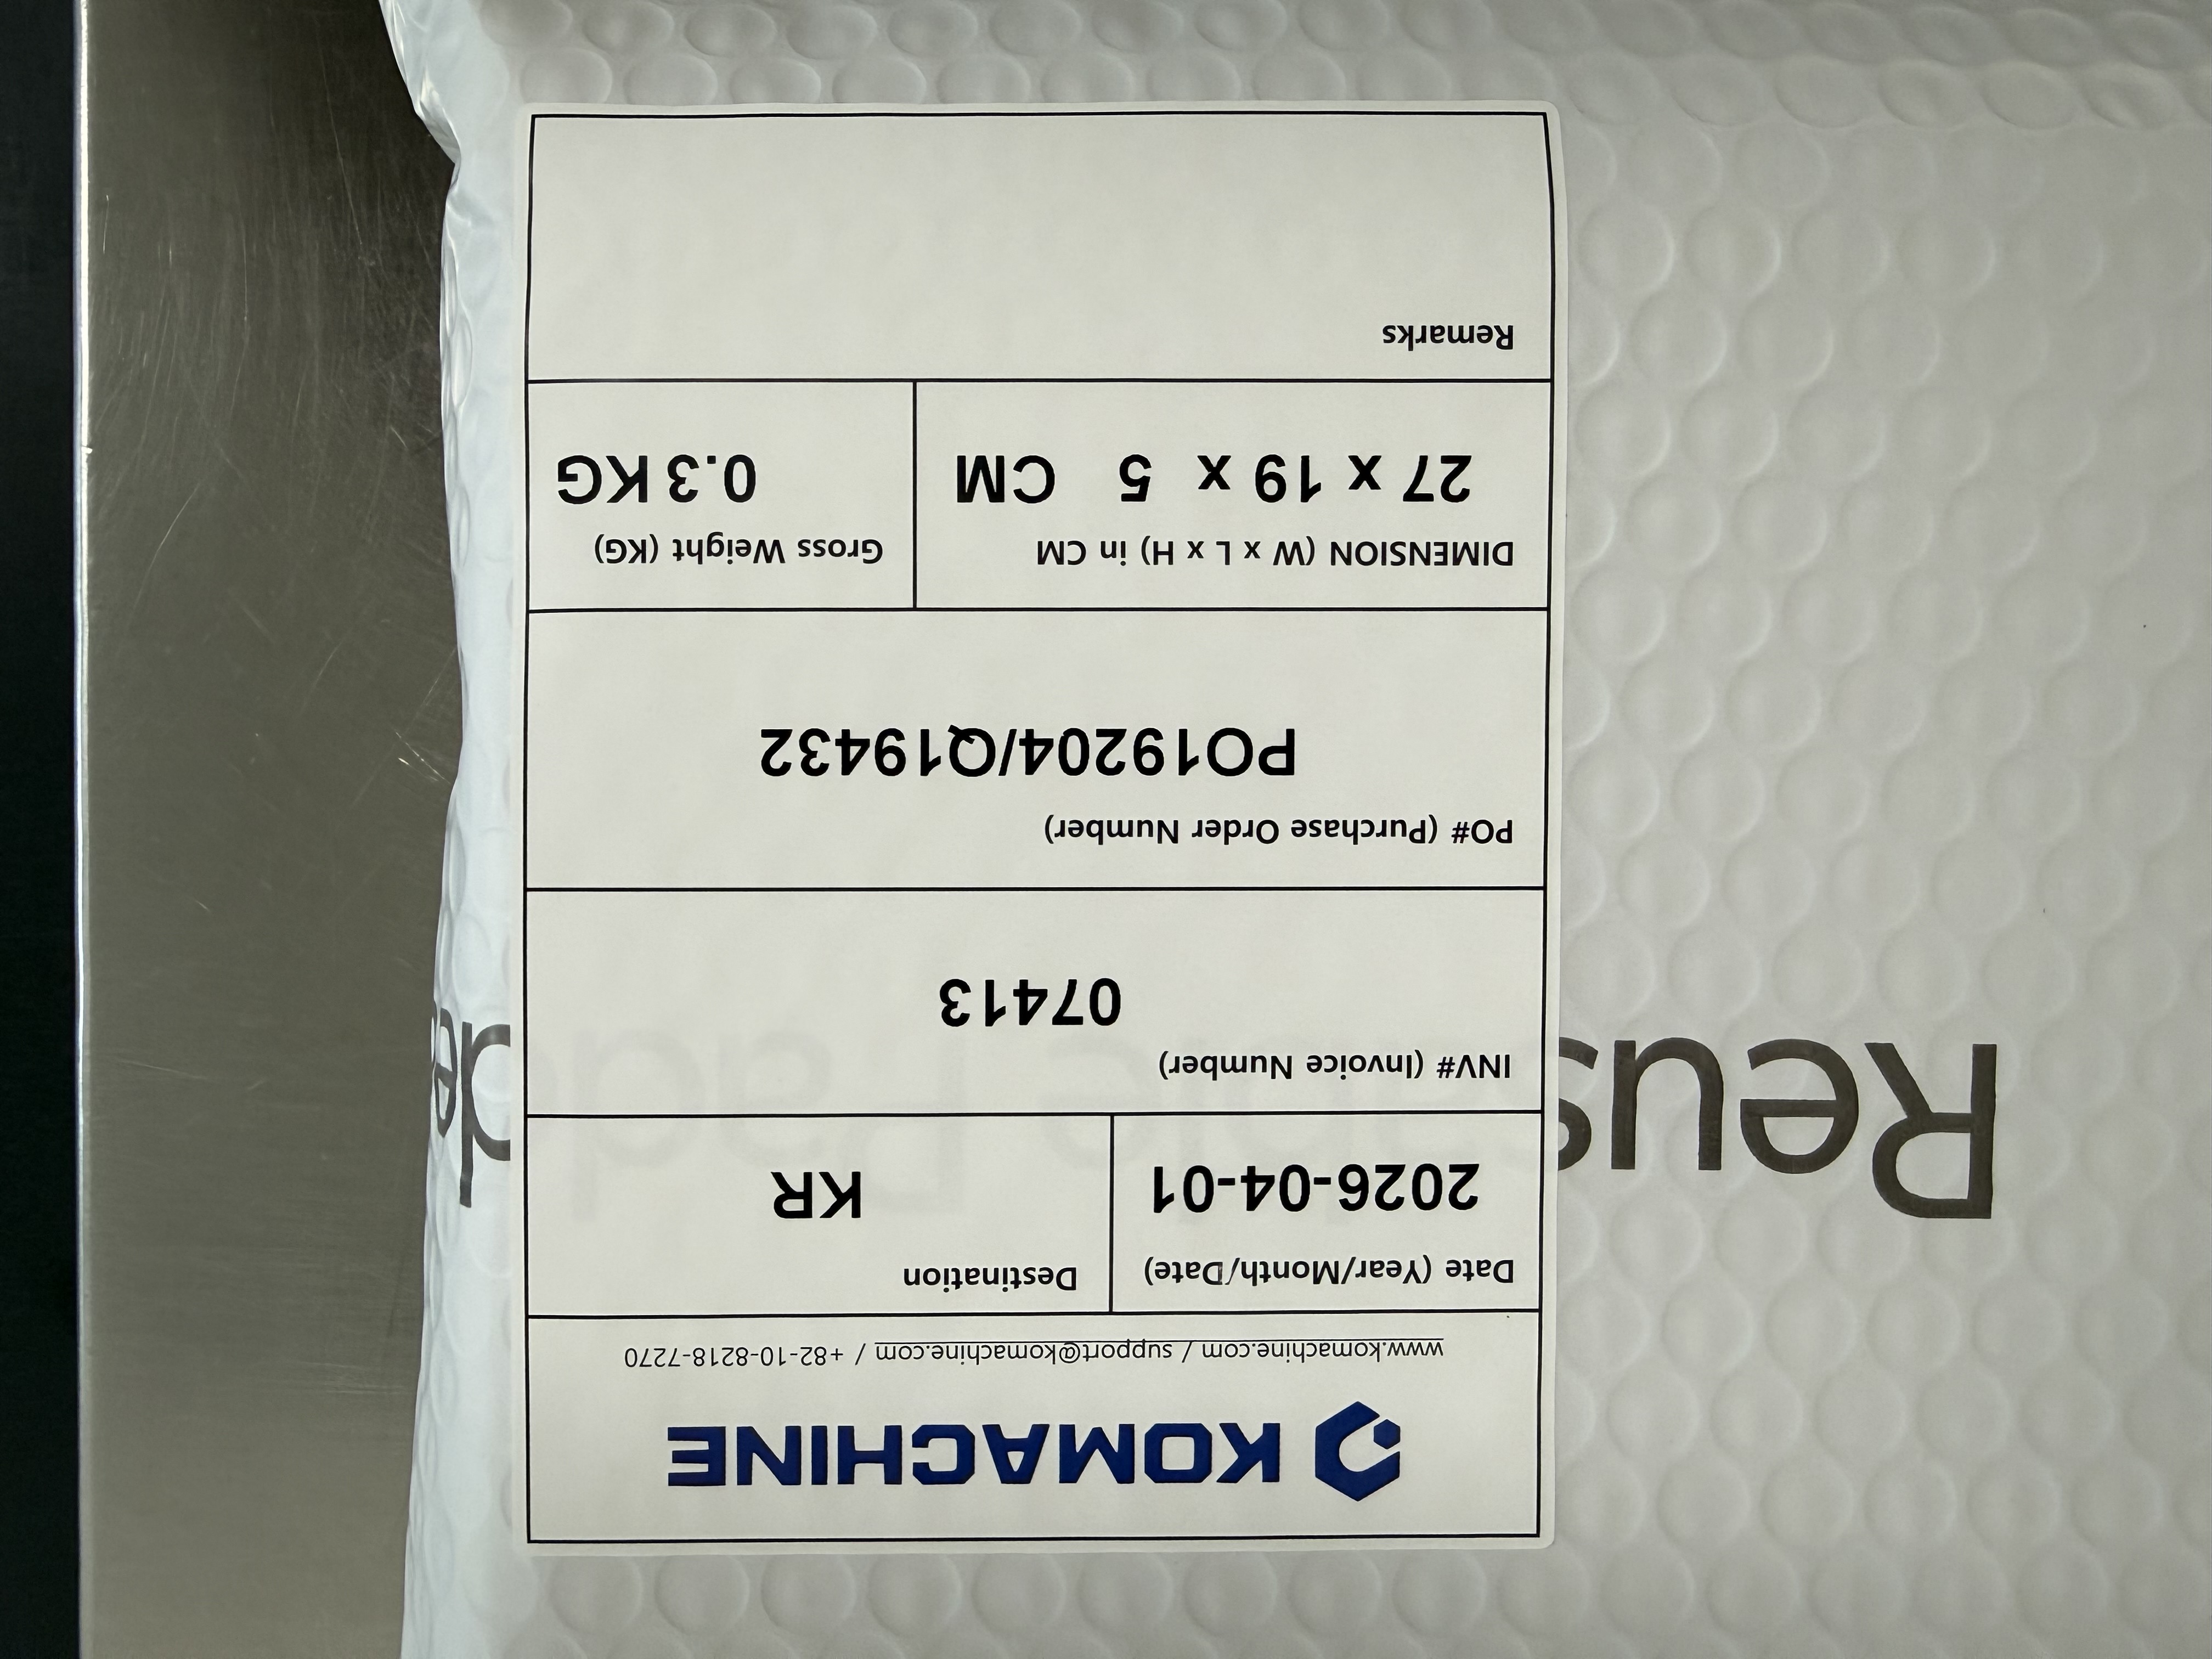 KOMACHINE
www.komachine.com / support@komachine.com / +82-10-8218-7270
Date (Year/Month/Date)
2026-04-01
Destination
KR
INV# (Invoice Number)
07413
PO# (Purchase Order Number)
PO19204/Q19432
DIMENSION (W x L x H) in CM
27 x 19 x 5 CM
Gross Weight (KG)
0.3 KG
Remarks